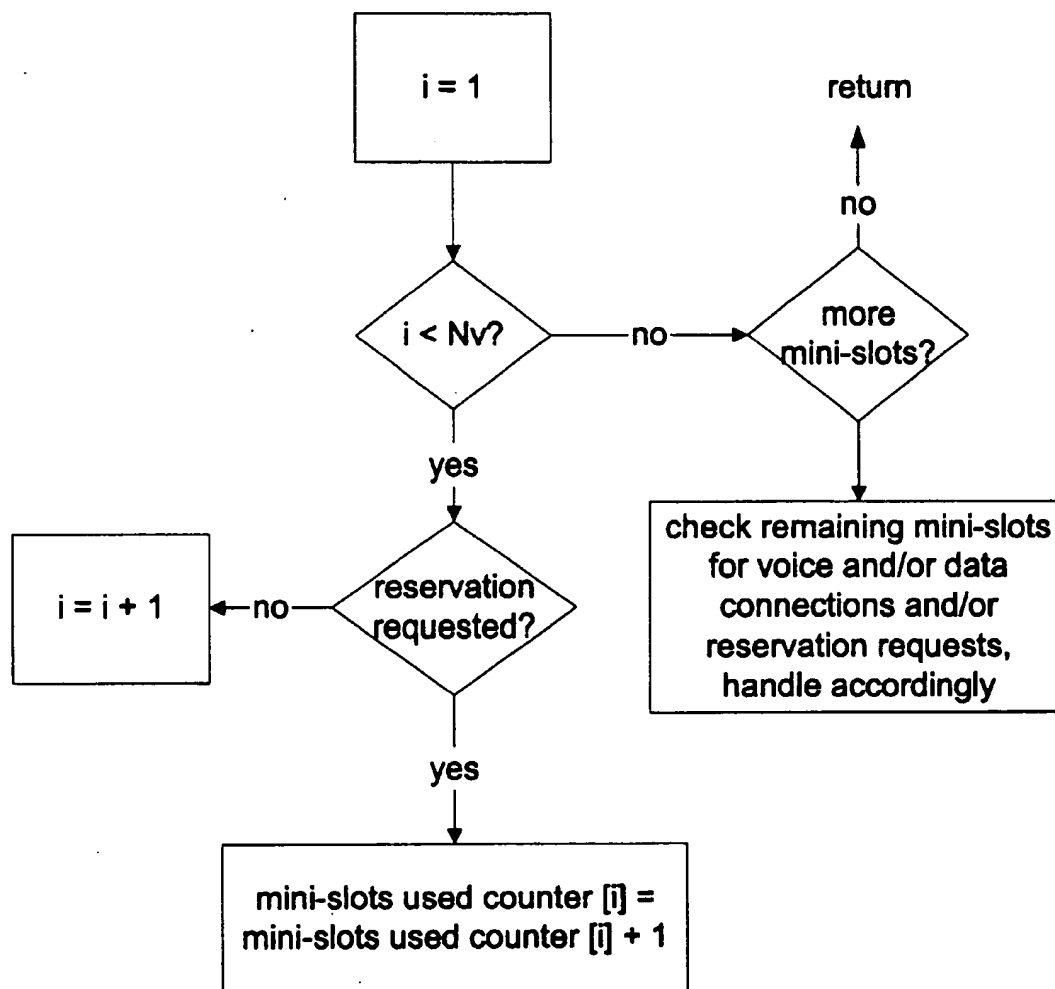 i = 1
return
no
i < Nv?
no
more
mini-slots?
yes
check remaining mini-slots
for voice and/or data
connections and/or
reservation requests,
handle accordingly
i = i + 1
no
reservation
requested?
yes
mini-slots used counter [i] =
mini-slots used counter [i] + 1